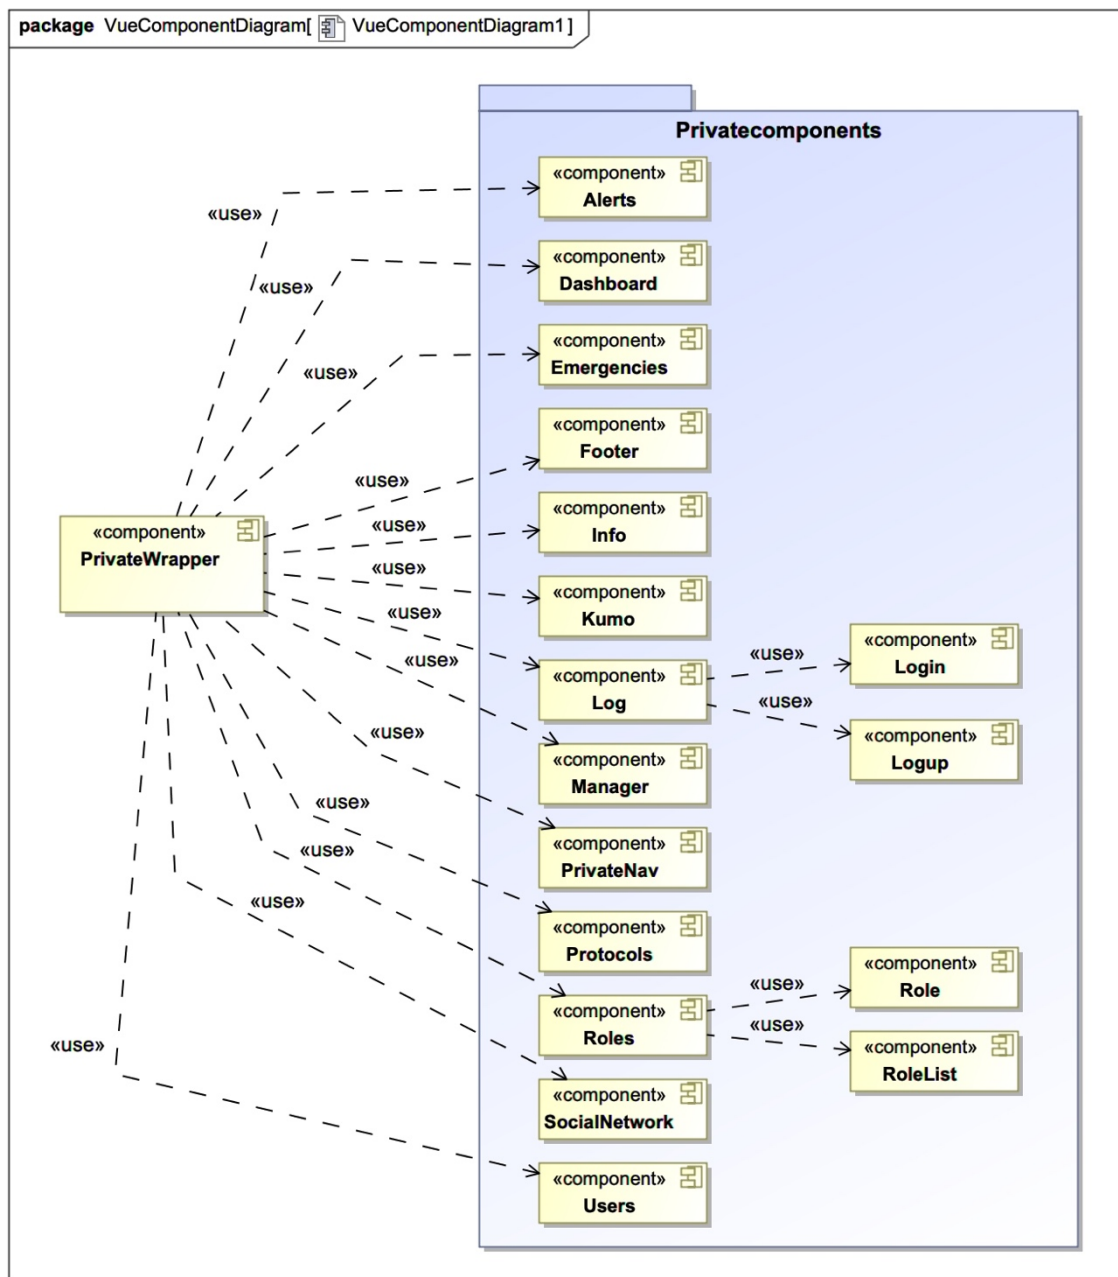 package VueComponentDiagram[ VueComponentDiagram1 ]
Privatecomponents
«component»
Alerts
«use»
«component»
Dashboard
«use»
«component»
Emergencies
«use»
«component»
Footer
«use»
«component»
Info
«use»
«component»
PrivateWrapper
«component»
Kumo
«use»
«component»
Log
«use»
«use»
«component»
Login
«use»
«component»
Logup
«use»
«component»
Manager
«use»
«component»
PrivateNav
«use»
«component»
Protocols
«use»
«component»
Roles
«use»
«use»
«component»
Role
«use»
«component»
RoleList
«use»
«component»
SocialNetwork
«use»
«component»
Users